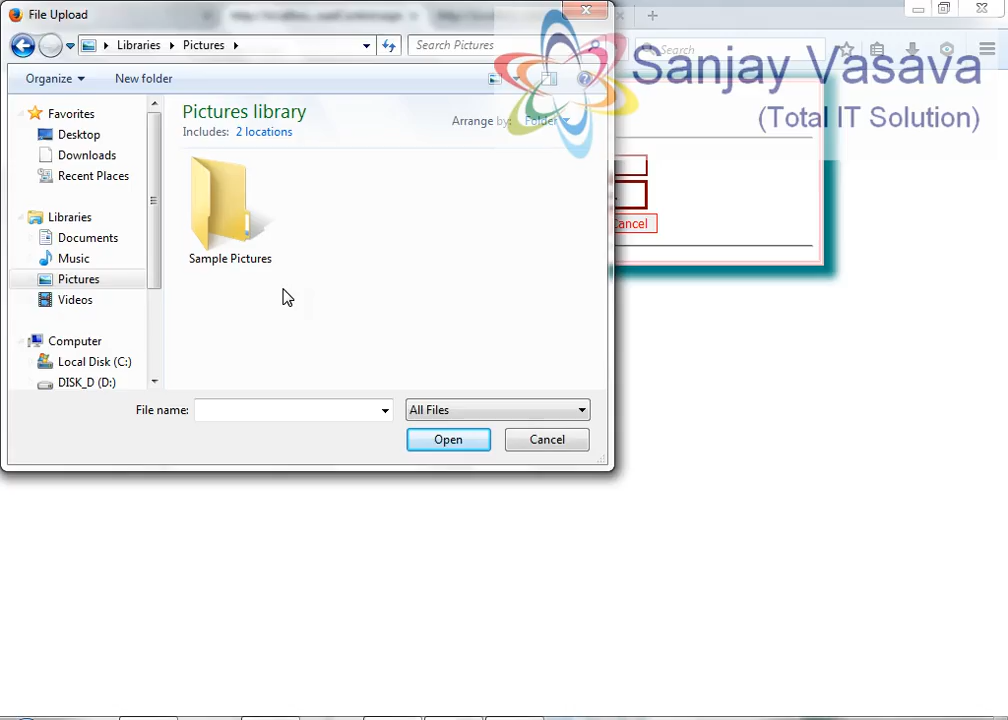 File Upload
Libraries
Pictures
Search Pictures
Search
Organize
New folder
Sanjay Vasava
(Total IT Solution)
Favorites
Desktop
Downloads
Recent Places
Libraries
Documents
Music
Pictures
Videos
Computer
Local Disk (C:)
DISK_D (D:)
Pictures library
Includes: 2 locations
Arrange by: Folder
Sample Pictures
Cancel
File name:
All Files
Open
Cancel